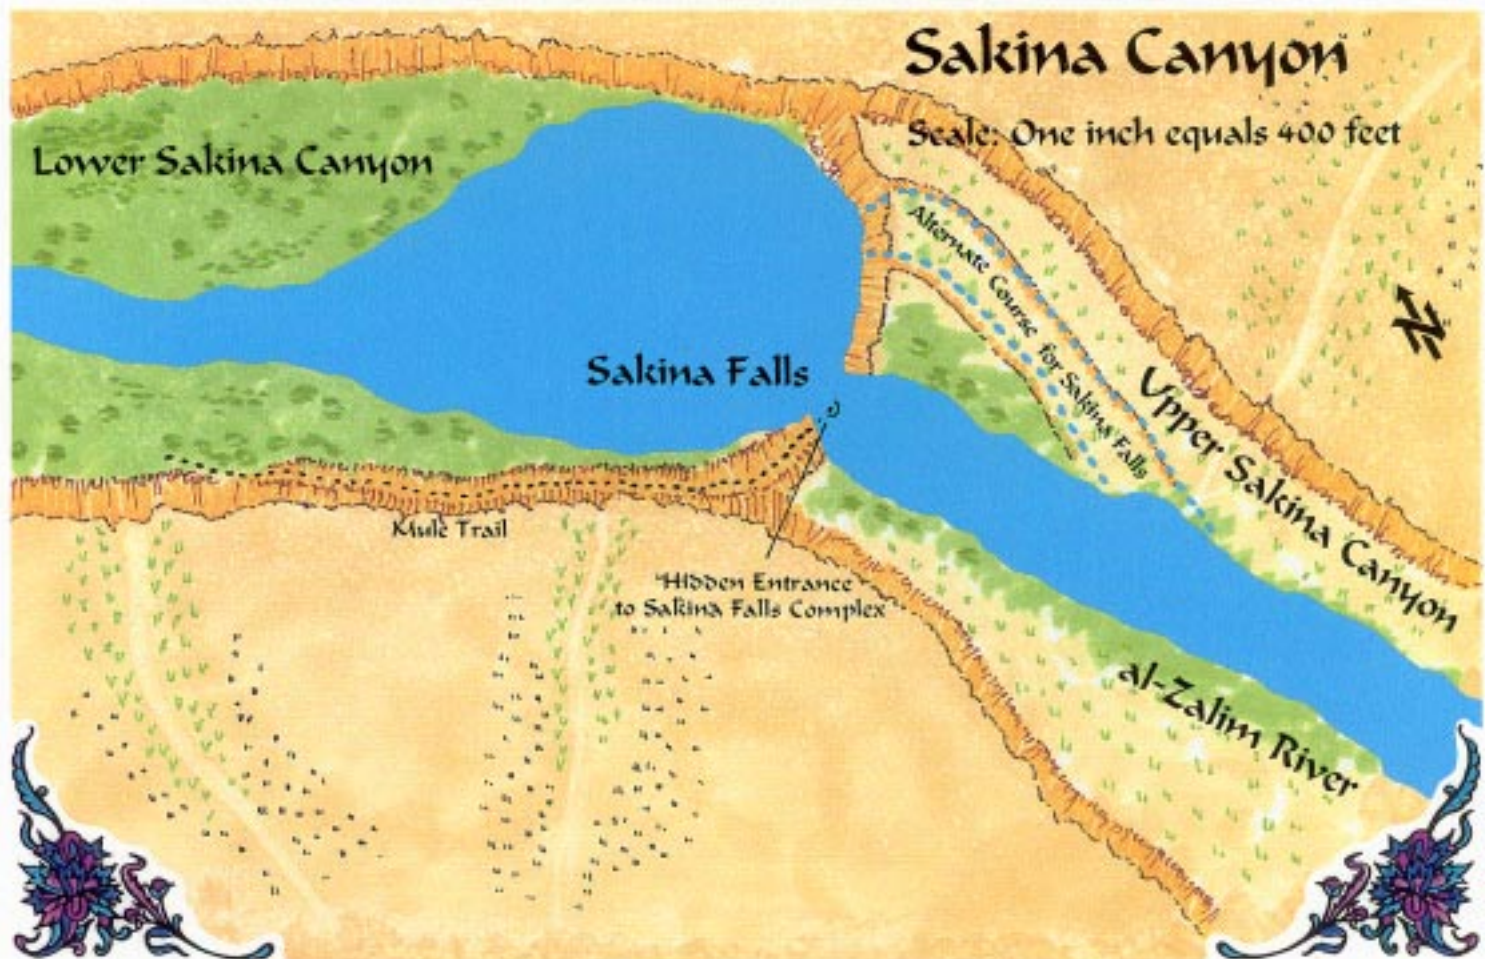 Sakina Canyon
Scale: One inch equals 400 feet
Lower Sakina Canyon
Alternate Course for Sakina Falls
N
Sakina Falls
Upper Sakina Canyon
Mule Trail
Hidden Entrance
to Sakina Falls Complex
al-Zalim River